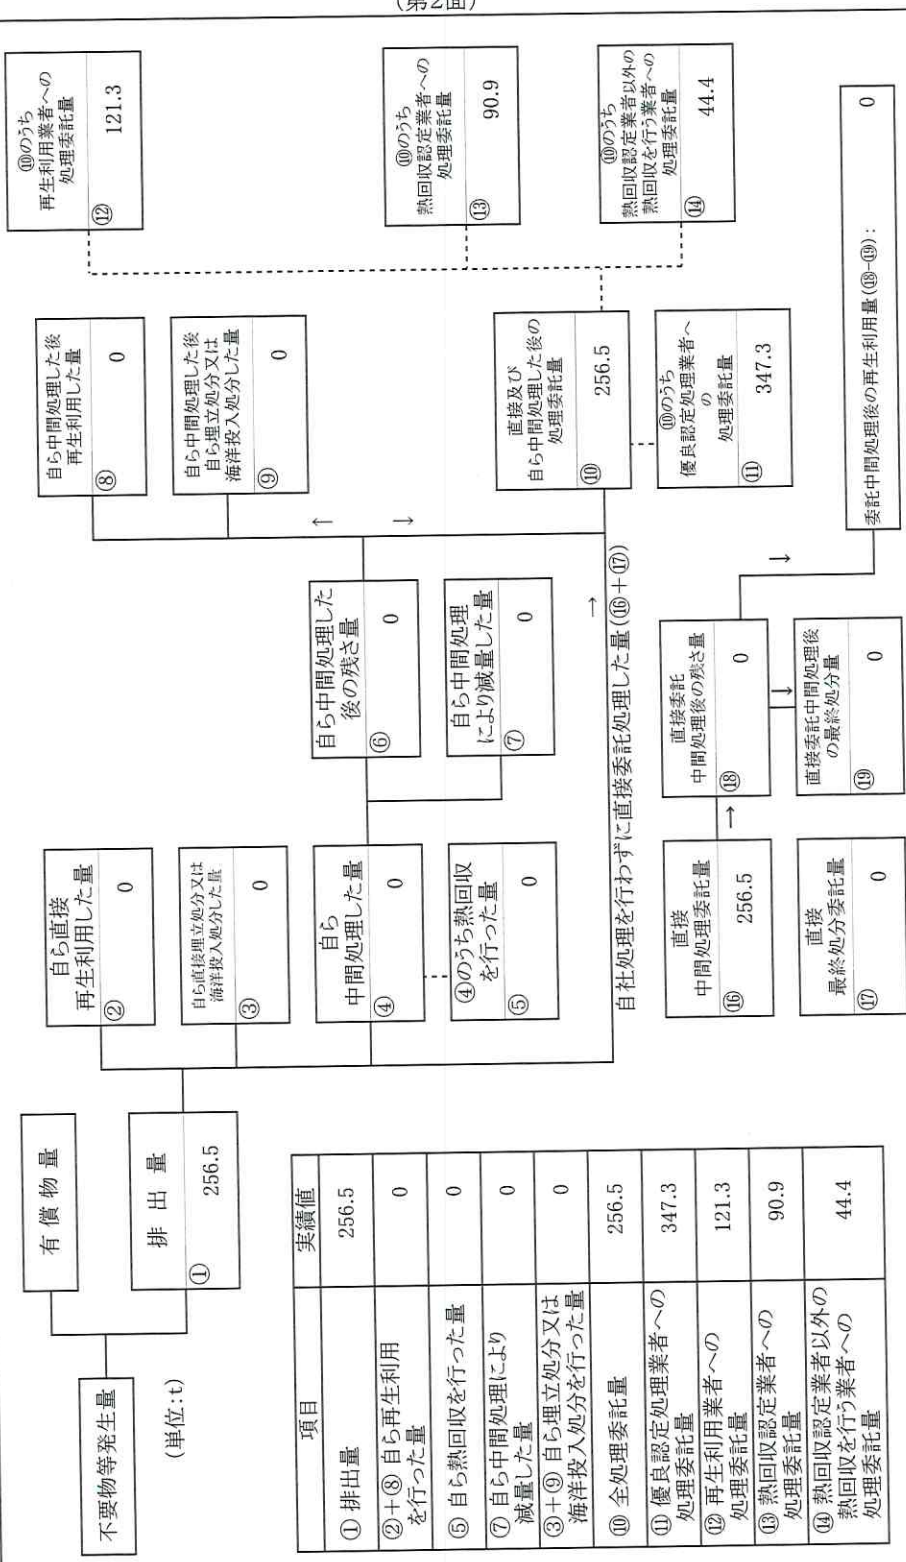 (第2面)
有償物量
不要物等発生量
排出量
① 256.5
(単位:t)
自ら直接
再生利用した量
② 0
自ら直接埋立処分又は
海洋投入処分した量
③ 0
自ら
中間処理した量
④ 0
④のうち熱回収
を行った量
⑤ 0
自ら中間処理した
後の残さ量
⑥ 0
自ら中間処理
により減量した量
⑦ 0
自ら中間処理した後
再生利用した量
⑧ 0
自ら中間処理した後
自ら埋立処分又は
海洋投入処分した量
⑨ 0
↑
↓
→
自社処理を行わずに直接委託処理した量(⑯+⑰)
直接及び
自ら中間処理した後の
処理委託量
⑩ 256.5
⑩のうち
優良認定処理業者へ
の
処理委託量
⑪ 347.3
⑩のうち
再生利用業者への
処理委託量
⑫ 121.3
⑩のうち
熱回収認定業者への
処理委託量
⑬ 90.9
⑩のうち
熱回収認定業者以外の
熱回収を行う業者への
処理委託量
⑭ 44.4
直接
中間処理委託量
⑯ 256.5
→
直接
最終処分委託量
⑰ 0
直接委託
中間処理後の残さ量
⑱ 0
↓
直接委託中間処理後
の最終処分量
⑲ 0
↓
委託中間処理後の再生利用量(⑱-⑲): 0
項目 実績値
① 排出量 256.5
②+⑧ 自ら再生利用
を行った量 0
⑤ 自ら熱回収を行った量 0
⑦ 自ら中間処理により
減量した量 0
③+⑨ 自ら埋立処分又は
海洋投入処分を行った量 0
⑩ 全処理委託量 256.5
⑪ 優良認定処理業者への
処理委託量 347.3
⑫ 再生利用業者への
処理委託量 121.3
⑬ 熱回収認定業者への
処理委託量 90.9
⑭ 熱回収認定業者以外の
熱回収を行う業者への
処理委託量 44.4